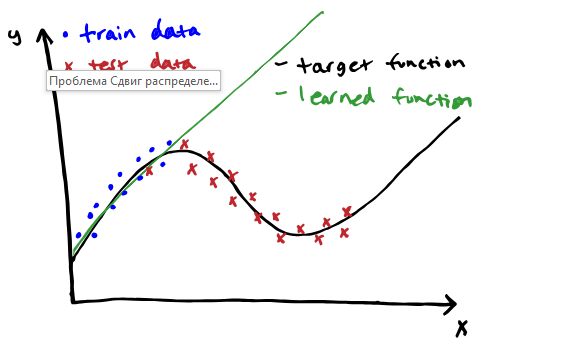 y
• train data
x test data
Проблема Сдвиг распределе...
– target function
– learned function
x